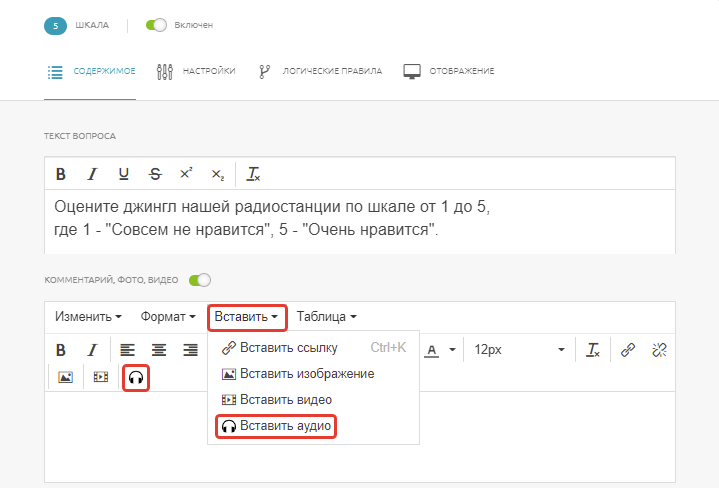 5 ШКАЛА Включен
СОДЕРЖИМОЕ НАСТРОЙКИ ЛОГИЧЕСКИЕ ПРАВИЛА ОТОБРАЖЕНИЕ
ТЕКСТ ВОПРОСА
B I U S x² x₂ Tx
Оцените джингл нашей радиостанции по шкале от 1 до 5,
где 1 - "Совсем не нравится", 5 - "Очень нравится".
КОММЕНТАРИЙ, ФОТО, ВИДЕО
Изменить Формат Вставить Таблица
B I A 12px Tx
Вставить ссылку Ctrl+K
Вставить изображение
Вставить видео
Вставить аудио